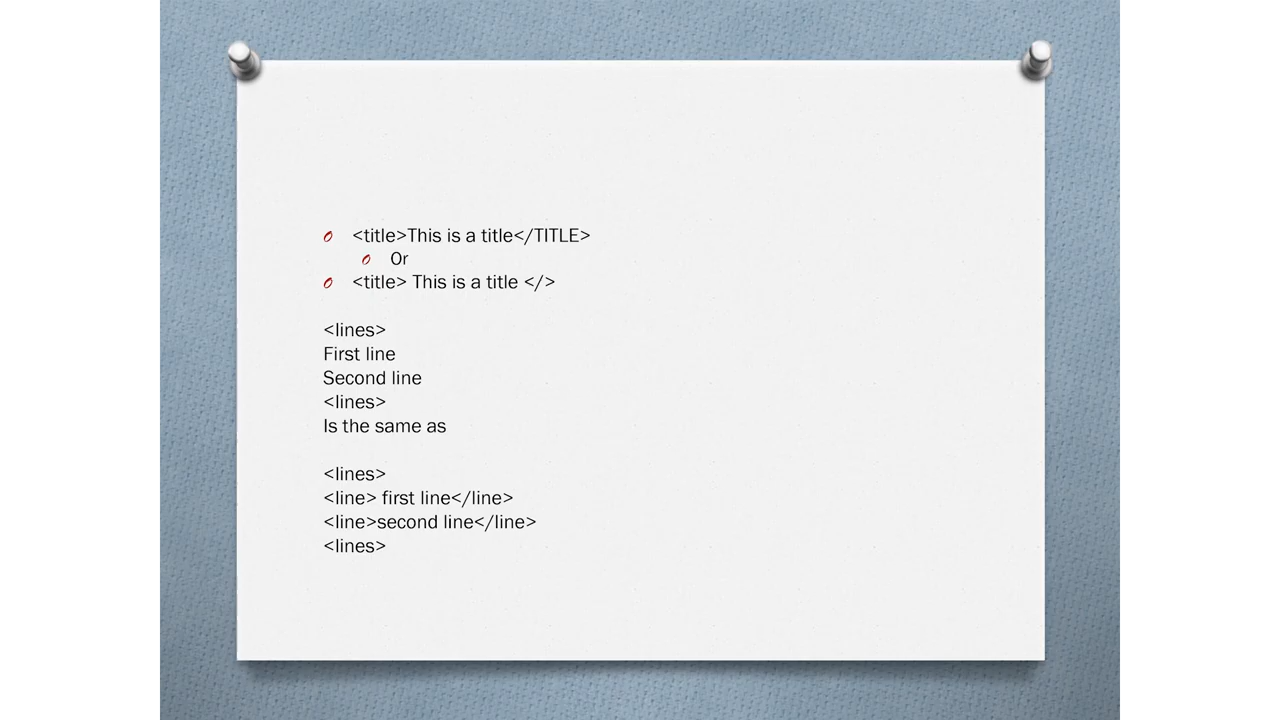 <title>This is a title</TITLE>
Or
<title> This is a title </>
<lines>
First line
Second line
<lines>
Is the same as
<lines>
<line> first line</line>
<line>second line</line>
<lines>